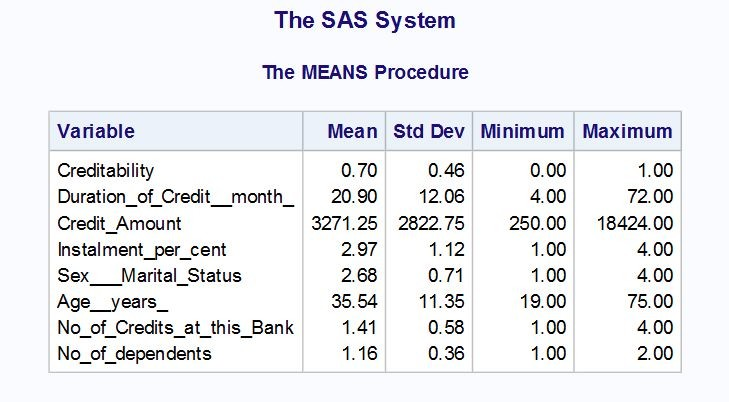 The SAS System
The MEANS Procedure
Variable Mean Std Dev Minimum Maximum
Creditability 0.70 0.46 0.00 1.00
Duration_of_Credit__month_ 20.90 12.06 4.00 72.00
Credit_Amount 3271.25 2822.75 250.00 18424.00
Instalment_per_cent 2.97 1.12 1.00 4.00
Sex___Marital_Status 2.68 0.71 1.00 4.00
Age__years_ 35.54 11.35 19.00 75.00
No_of_Credits_at_this_Bank 1.41 0.58 1.00 4.00
No_of_dependents 1.16 0.36 1.00 2.00